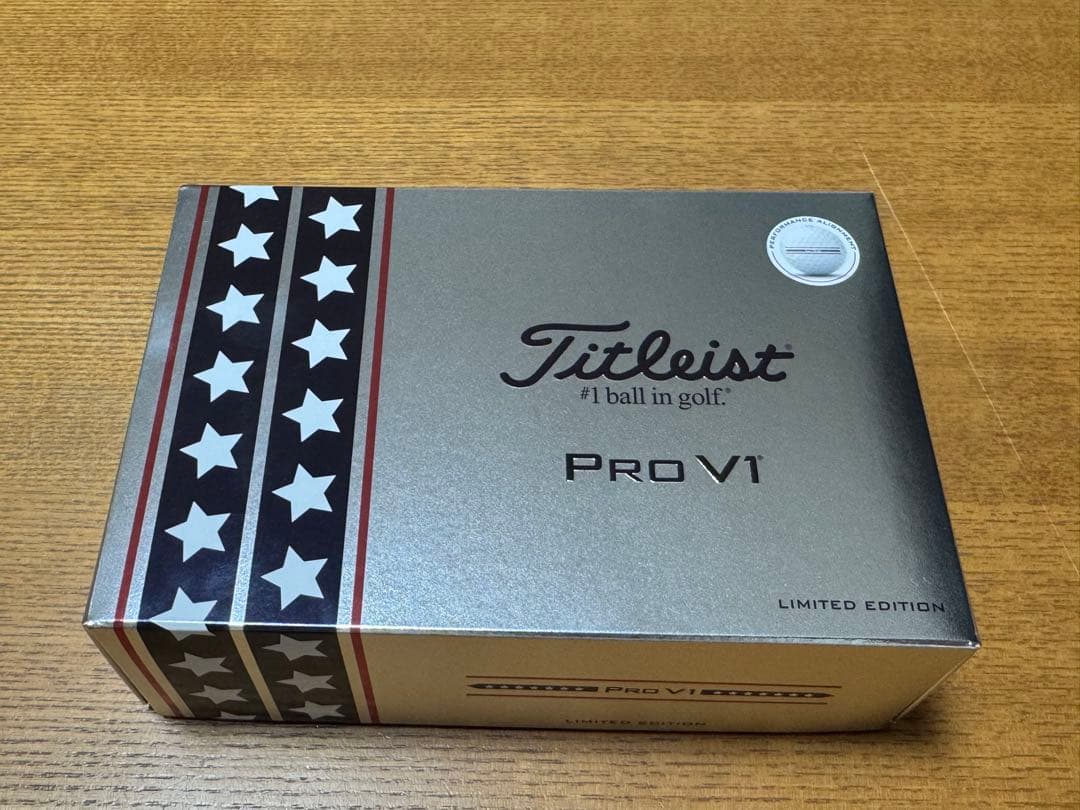 PERFORMANCE ALIGNMENT
Titleist®
#1 ball in golf.®
PRO V1®
LIMITED EDITION
PRO V1
LIMITED EDITION